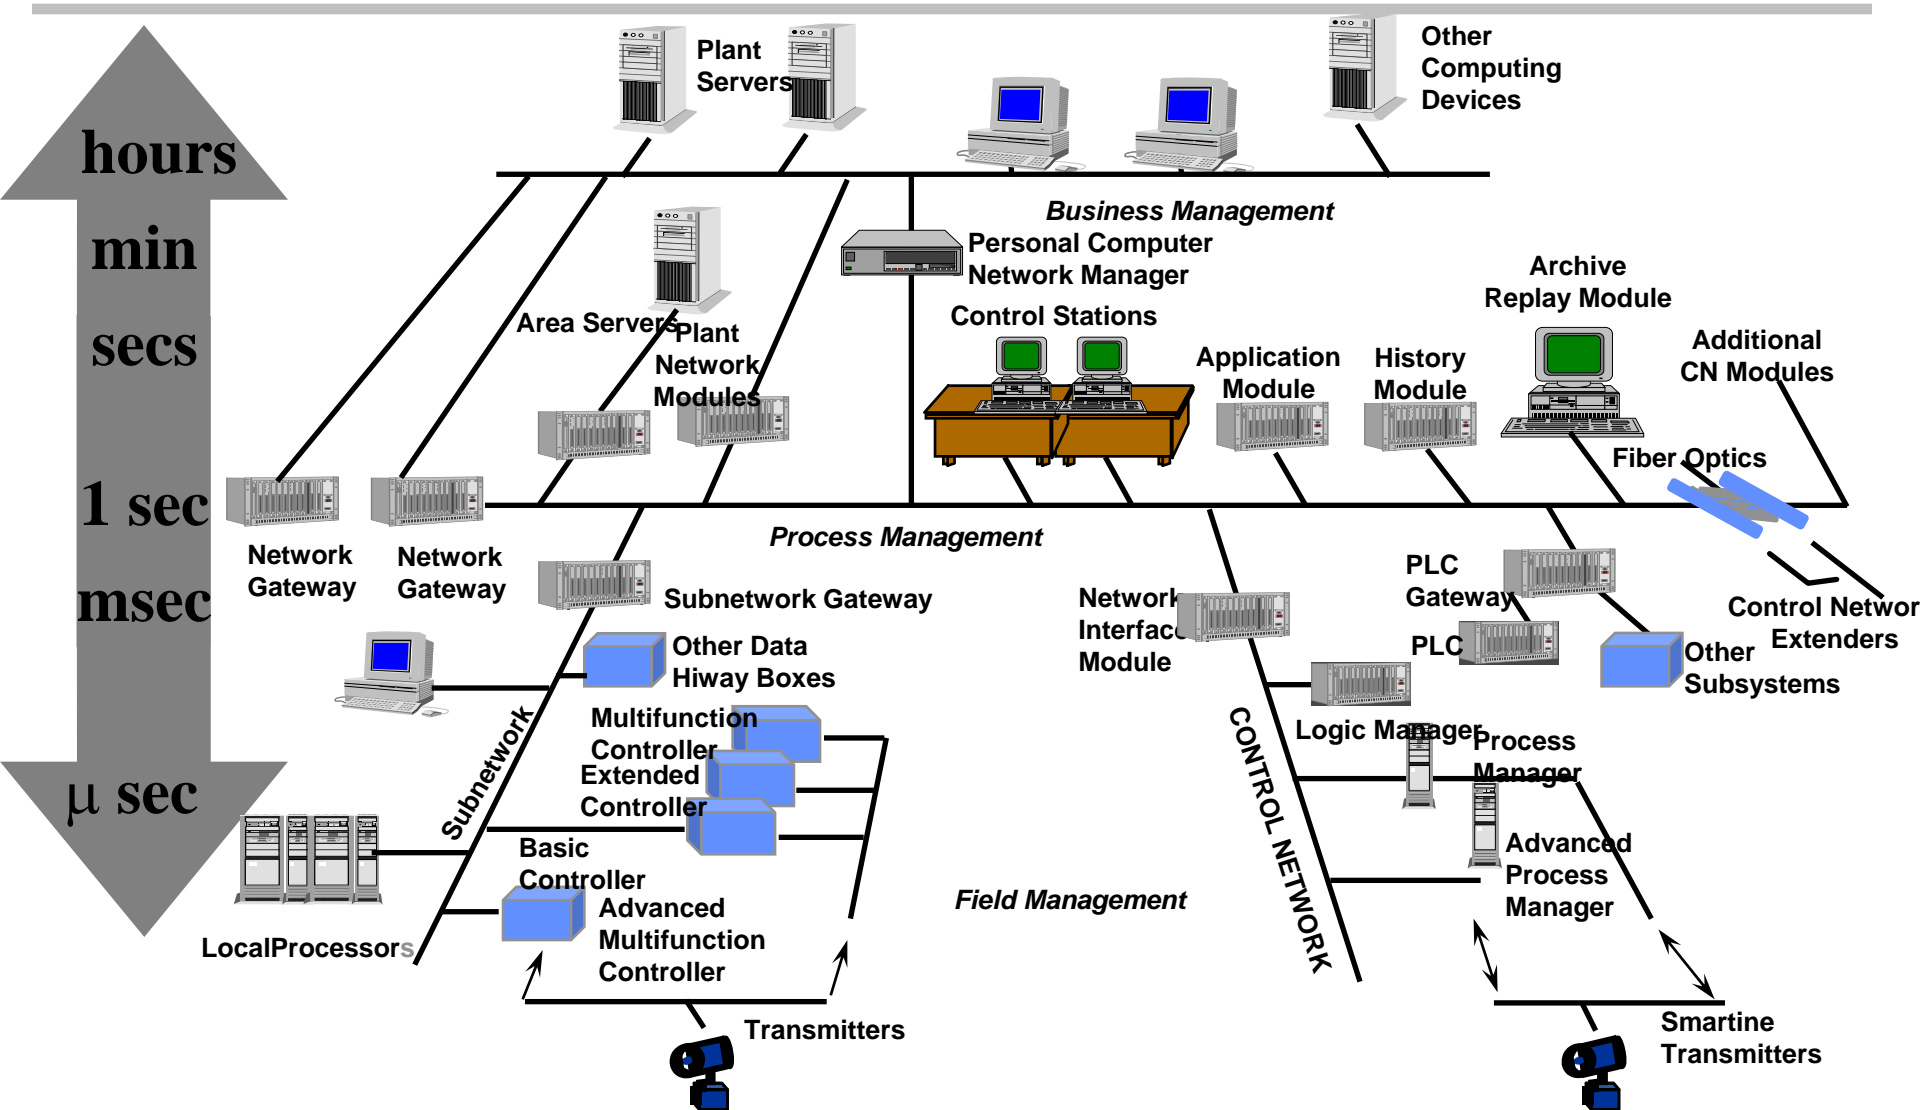 Plant
Servers
Other
Computing
Devices
hours
min
secs
1 sec
msec
μ sec
Business Management
Personal Computer
Network Manager
Area Servers
Plant
Network
Modules
Control Stations
Application
Module
History
Module
Archive
Replay Module
Additional
CN Modules
Fiber Optics
Network
Gateway
Network
Gateway
Process Management
Subnetwork Gateway
Network
Interface
Module
PLC
Gateway
PLC
Control Networ
Extenders
Other Data
Hiway Boxes
Other
Subsystems
Multifunction
Controller
Extended
Controller
Subnetwork
Logic Manager
Process
Manager
CONTROL NETWORK
Basic
Controller
Advanced
Multifunction
Controller
Advanced
Process
Manager
Field Management
LocalProcessors
Transmitters
Smartine
Transmitters